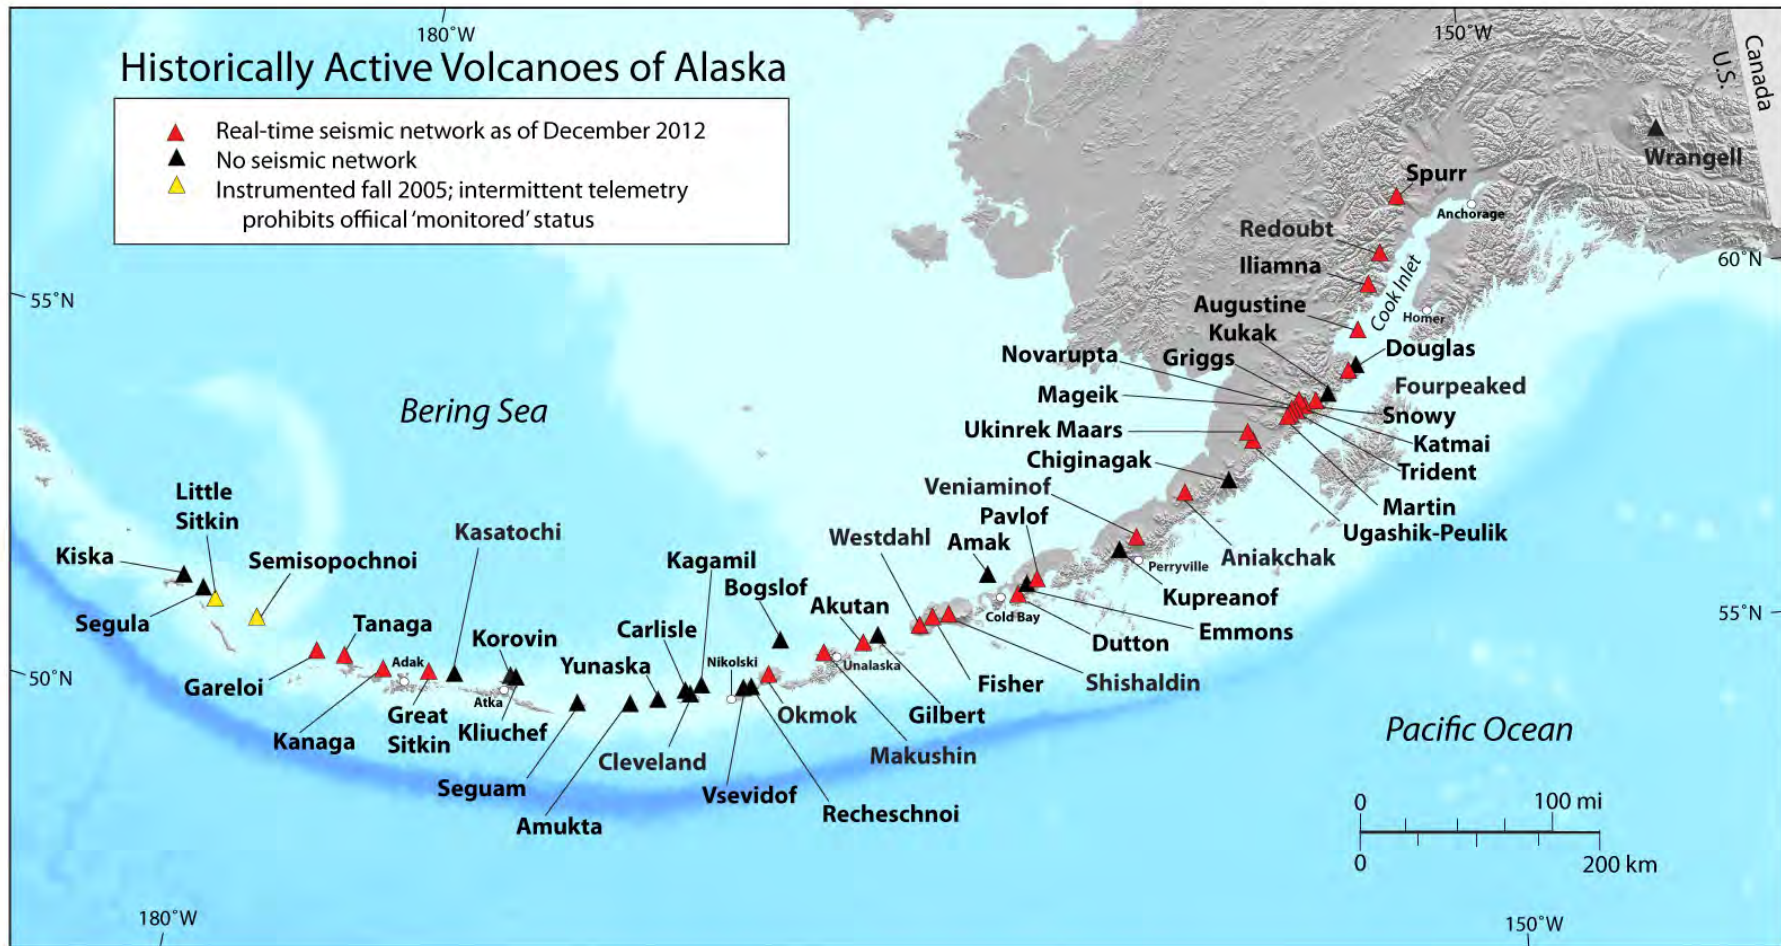 180˚W
150˚W
Canada
U.S.
Historically Active Volcanoes of Alaska
Real-time seismic network as of December 2012
No seismic network
Instrumented fall 2005; intermittent telemetry
prohibits offiical ‘monitored’ status
Wrangell
Spurr
Anchorage
Redoubt
60˚N
Iliamna
Cook Inlet
55˚N
Augustine
Homer
Kukak
Douglas
Novarupta
Griggs
Fourpeaked
Mageik
Bering Sea
Snowy
Ukinrek Maars
Katmai
Chiginagak
Trident
Veniaminof
Martin
Little
Sitkin
Pavlof
Ugashik-Peulik
Kasatochi
Westdahl
Amak
Aniakchak
Kiska
Semisopochnoi
Kagamil
Perryville
Bogslof
Kupreanof
Segula
Tanaga
Akutan
Cold Bay
55˚N
Korovin
Carlisle
Emmons
Dutton
Adak
Yunaska
Nikolski
Unalaska
50˚N
Gareloi
Fisher
Shishaldin
Atka
Great
Sitkin
Okmok
Gilbert
Kanaga
Kliuchef
Pacific Ocean
Cleveland
Makushin
Seguam
Vsevidof
Recheschnoi
Amukta
0
100 mi
0
200 km
180˚W
150˚W